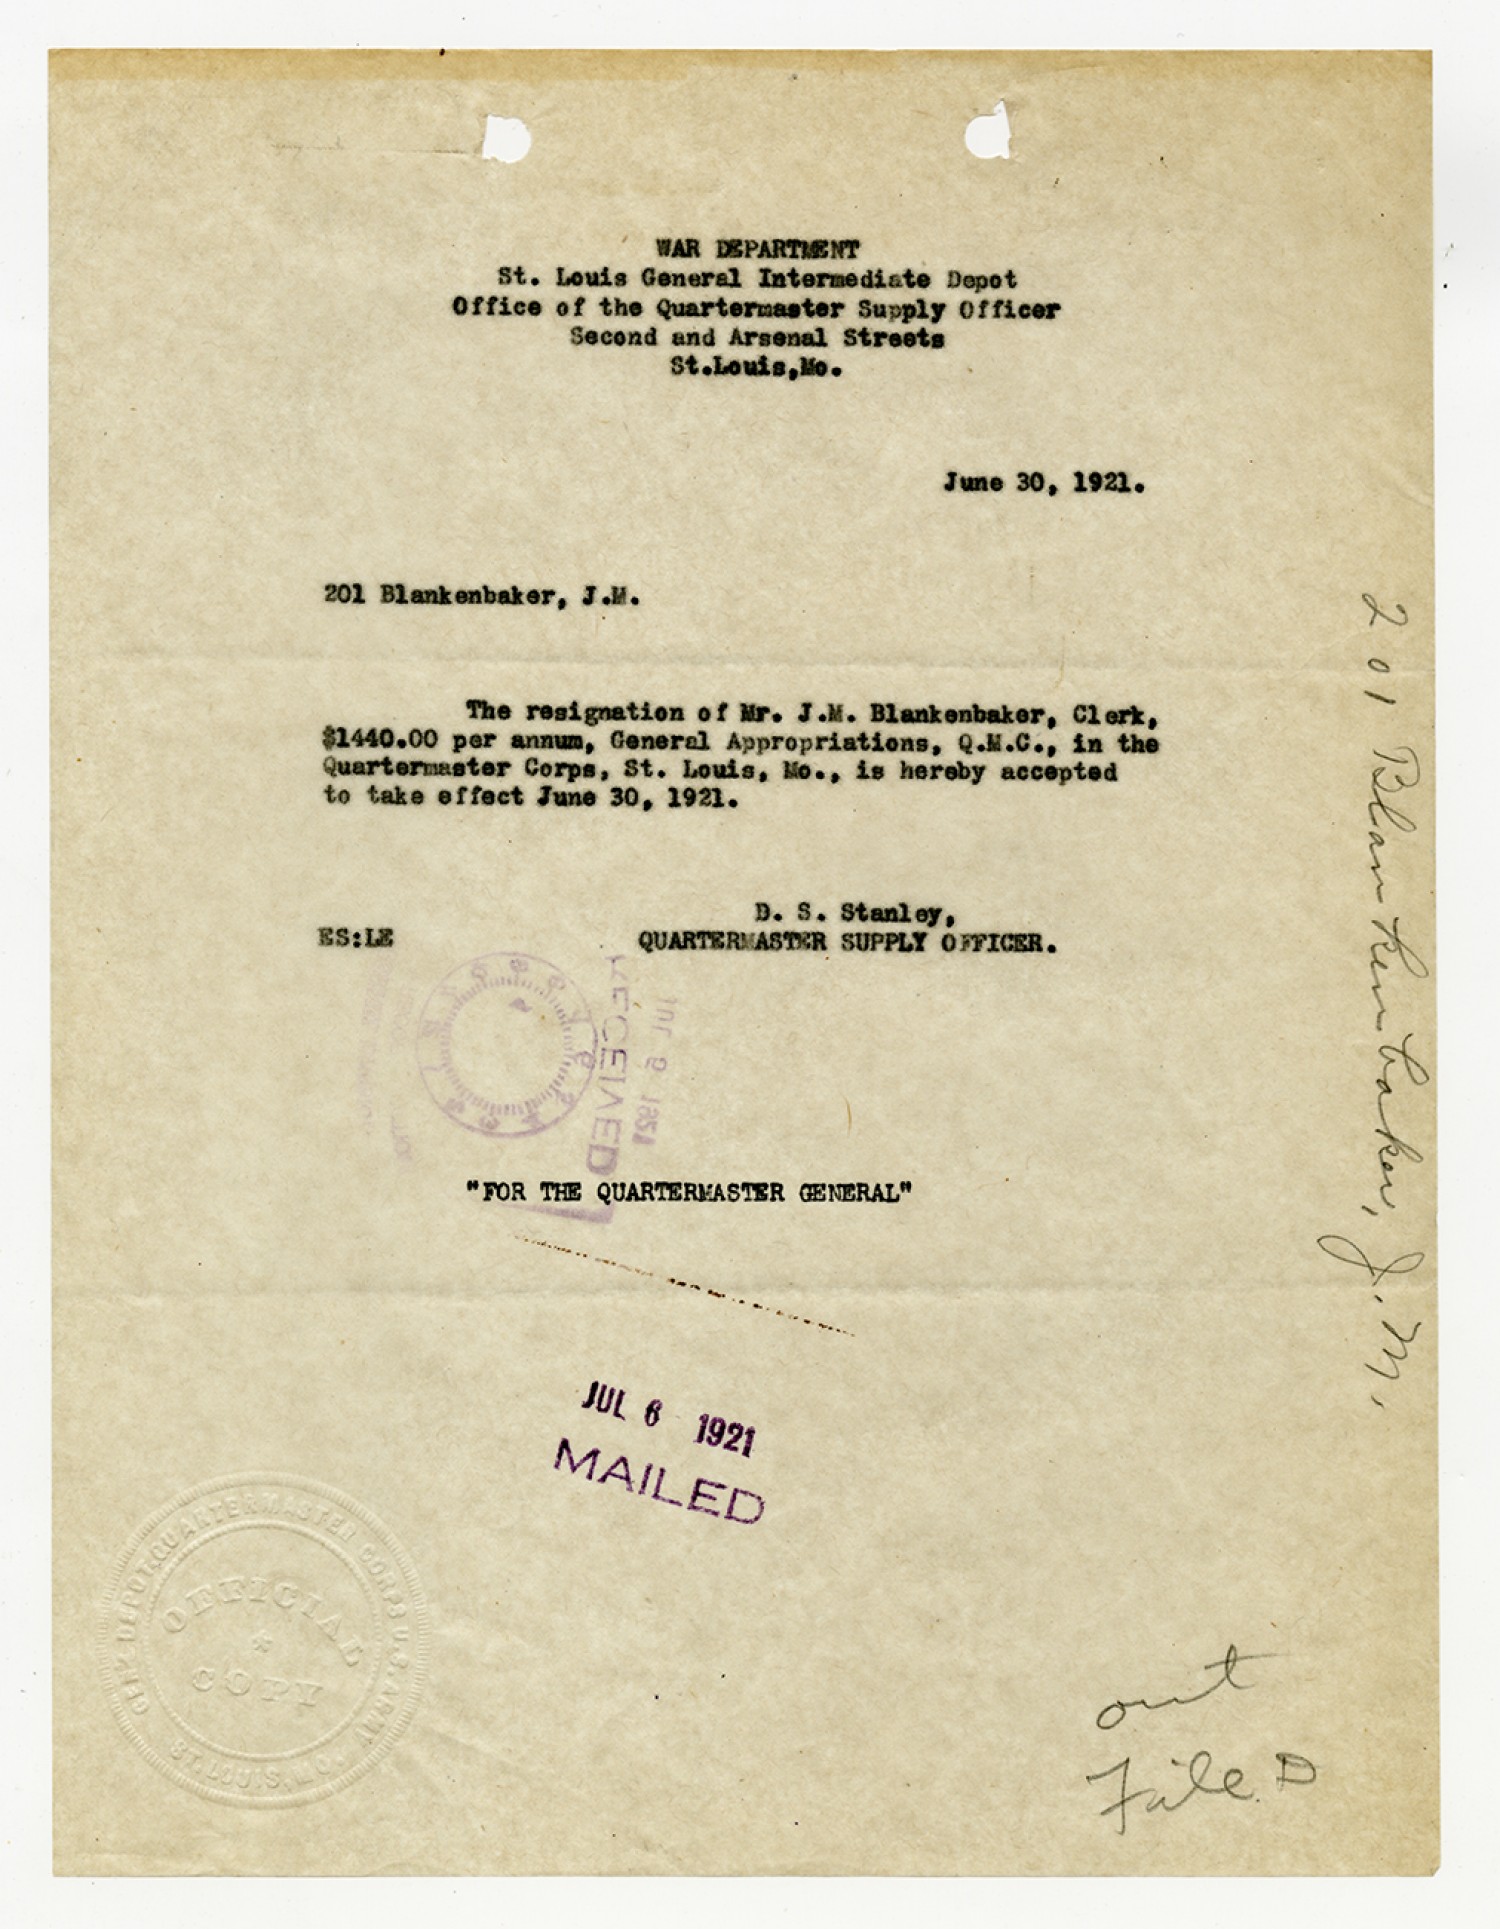 WAR DEPARTMENT
St. Louis General Intermediate Depot
Office of the Quartermaster Supply Officer
Second and Arsenal Streets
St.Louis,Mo.
June 30, 1921.
201 Blankenbaker, J.M.
The resignation of Mr. J.M. Blankenbaker, Clerk,
$1440.00 per annum, General Appropriations, Q.M.C., in the
Quartermaster Corps, St. Louis, Mo., is hereby accepted
to take effect June 30, 1921.
D. S. Stanley,
ES:LE QUARTERMASTER SUPPLY OFFICER.
RECEIVED
"FOR THE QUARTERMASTER GENERAL"
JUL 6 1921
MAILED
DEPOT, QUARTERMASTER CORPS U.S. ARMY
OFFICIAL
COPY
ST. LOUIS, MO.
out
File D
201 Blankenbaker, J. M.